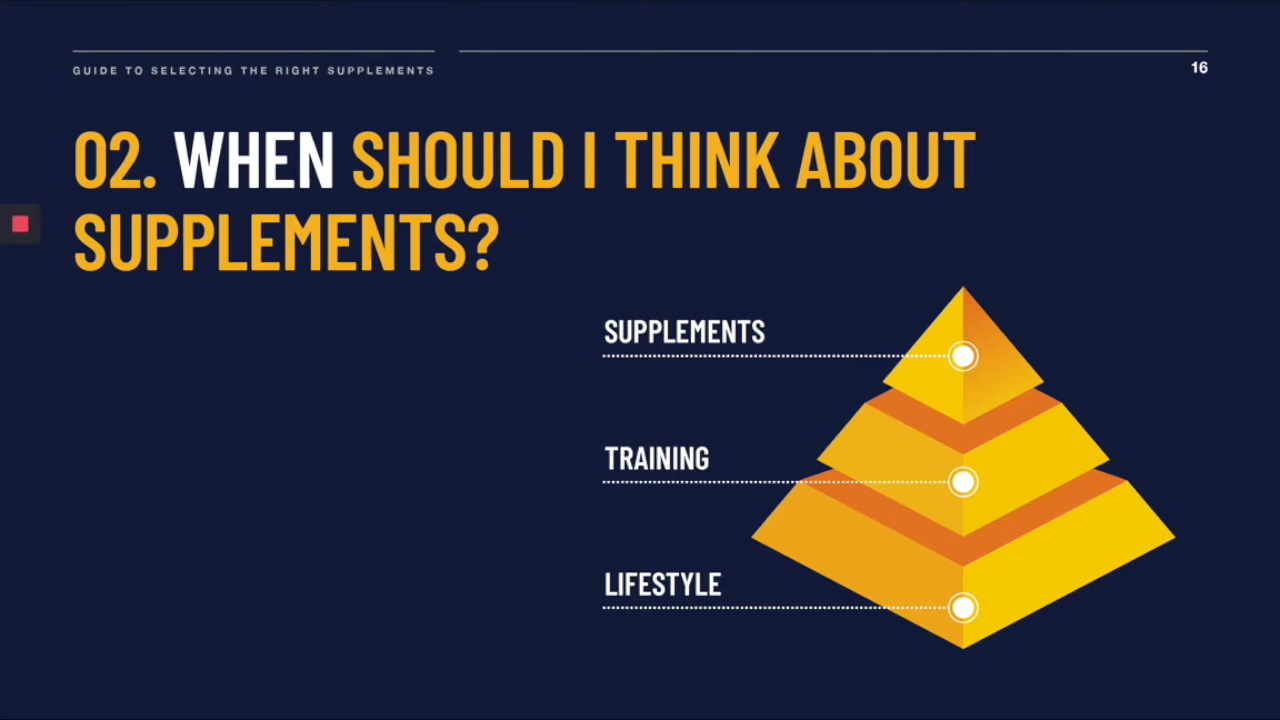 GUIDE TO SELECTING THE RIGHT SUPPLEMENTS
16
02. WHEN SHOULD I THINK ABOUT
SUPPLEMENTS?
SUPPLEMENTS
TRAINING
LIFESTYLE